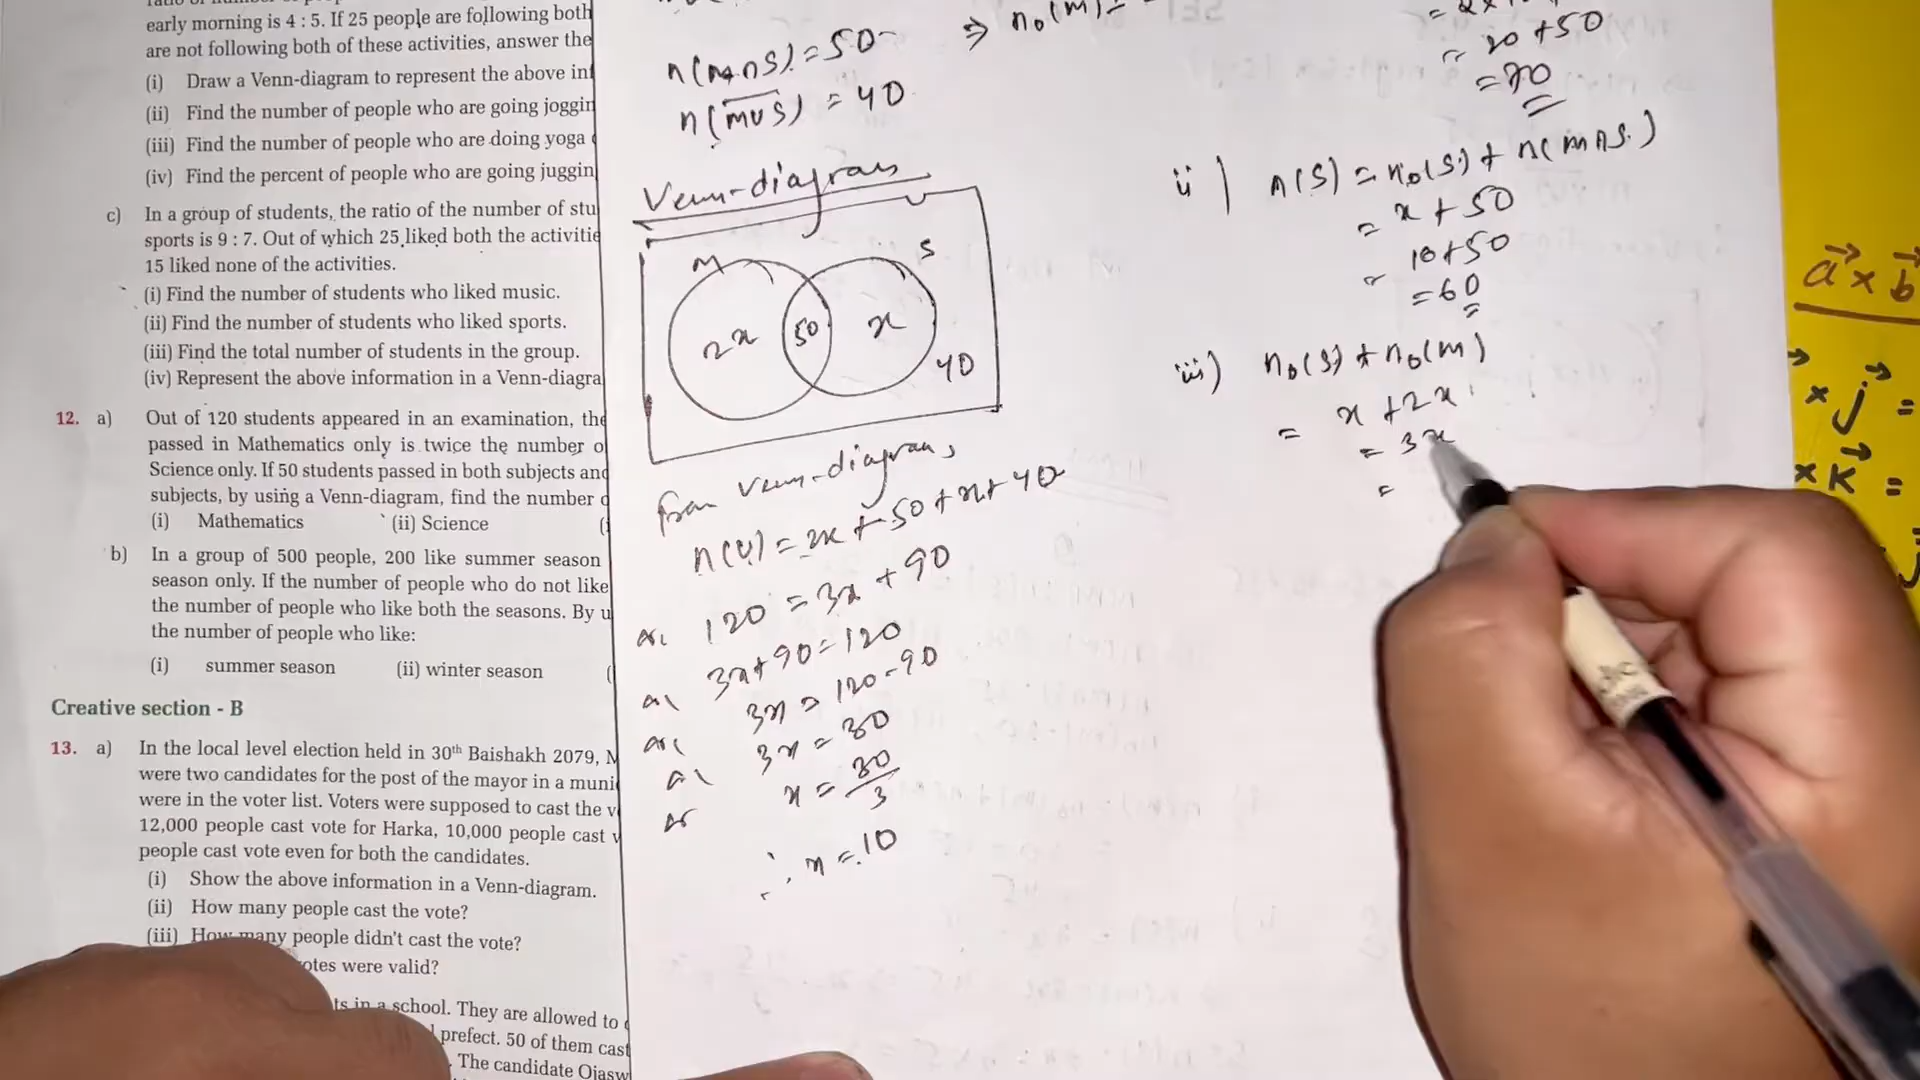 early morning is 4 : 5. If 25 people are following both
are not following both of these activities, answer the
(i) Draw a Venn-diagram to represent the above inf
(ii) Find the number of people who are going joggin
(iii) Find the number of people who are doing yoga
(iv) Find the percent of people who are going juggin
c) In a group of students, the ratio of the number of stu
sports is 9 : 7. Out of which 25 liked both the activitie
15 liked none of the activities.
(i) Find the number of students who liked music.
(ii) Find the number of students who liked sports.
(iii) Find the total number of students in the group.
(iv) Represent the above information in a Venn-diagra
12. a) Out of 120 students appeared in an examination, the
passed in Mathematics only is twice the number o
Science only. If 50 students passed in both subjects and
subjects, by using a Venn-diagram, find the number o
(i) Mathematics (ii) Science (i
b) In a group of 500 people, 200 like summer season
season only. If the number of people who do not like
the number of people who like both the seasons. By u
the number of people who like:
(i) summer season (ii) winter season (
Creative section - B
13. a) In the local level election held in 30th Baishakh 2079, M
were two candidates for the post of the mayor in a muni
were in the voter list. Voters were supposed to cast the v
12,000 people cast vote for Harka, 10,000 people cast v
people cast vote even for both the candidates.
(i) Show the above information in a Venn-diagram.
(ii) How many people cast the vote?
(iii) How many people didn't cast the vote?
otes were valid?
ts in a school. They are allowed to
prefect. 50 of them cast
The candidate Ojasw
n(m∩s) = 50
n(m∪s)‾ = 40
Venn-diagram
M S
2x 50 x
40
from venn-diagram,
n(U) = 2x + 50 + x + 40
or, 120 = 3x + 90
or, 3x + 90 = 120
or, 3x = 120 - 90
or, 3x = 30
or x = 30/3
∴ x = 10
⇒ n₀(m) =
= 20 + 50
= 70
ii) n(S) = n₀(S) + n(m∩S)
= x + 50
= 10 + 50
= 60
iii) n₀(S) + n₀(m)
= x + 2x
= 3x
=
a⃗ × b⃗
× j⃗ =
× k⃗ =